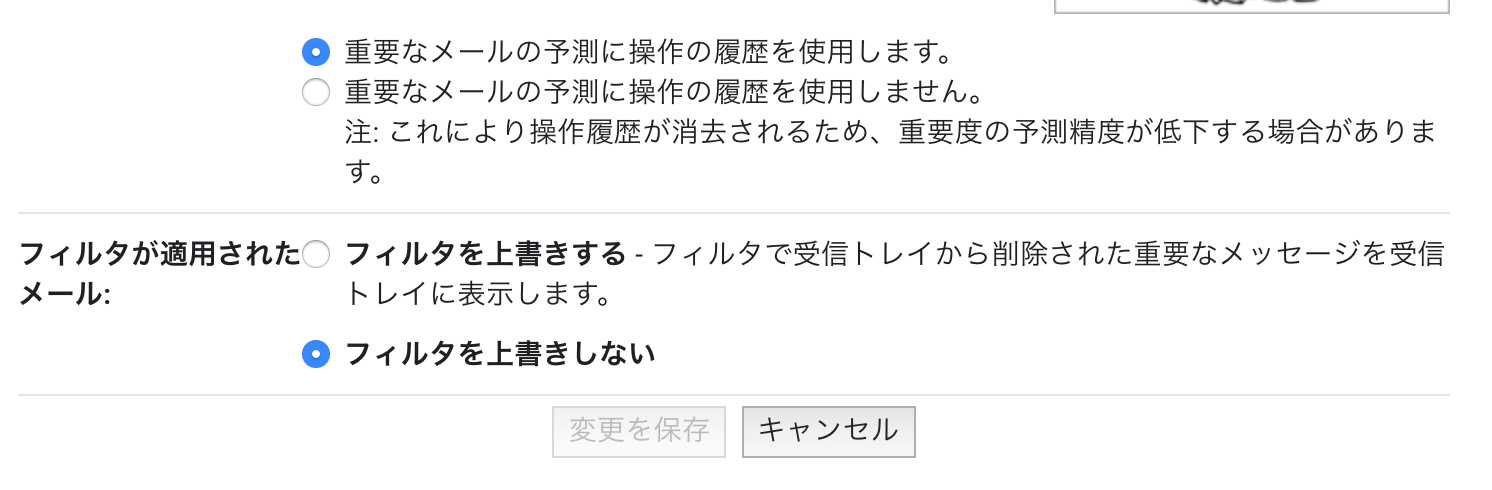 重要なメールの予測に操作の履歴を使用します。
重要なメールの予測に操作の履歴を使用しません。
注: これにより操作履歴が消去されるため、重要度の予測精度が低下する場合がありま
す。
フィルタが適用された
メール:
フィルタを上書きする - フィルタで受信トレイから削除された重要なメッセージを受信
トレイに表示します。
フィルタを上書きしない
変更を保存
キャンセル